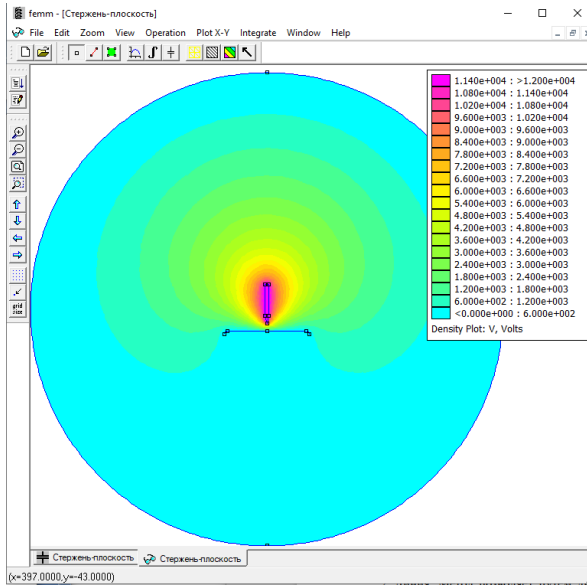 femm - [Стержень-плоскость]
File Edit Zoom View Operation Plot X-Y Integrate Window Help
grid
size
1.140e+004 : >1.200e+004
1.080e+004 : 1.140e+004
1.020e+004 : 1.080e+004
9.600e+003 : 1.020e+004
9.000e+003 : 9.600e+003
8.400e+003 : 9.000e+003
7.800e+003 : 8.400e+003
7.200e+003 : 7.800e+003
6.600e+003 : 7.200e+003
6.000e+003 : 6.600e+003
5.400e+003 : 6.000e+003
4.800e+003 : 5.400e+003
4.200e+003 : 4.800e+003
3.600e+003 : 4.200e+003
3.000e+003 : 3.600e+003
2.400e+003 : 3.000e+003
1.800e+003 : 2.400e+003
1.200e+003 : 1.800e+003
6.000e+002 : 1.200e+003
<0.000e+000 : 6.000e+002
Density Plot: V, Volts
Стержень-плоскость Стержень-плоскость
(x=397.0000,y=-43.0000)